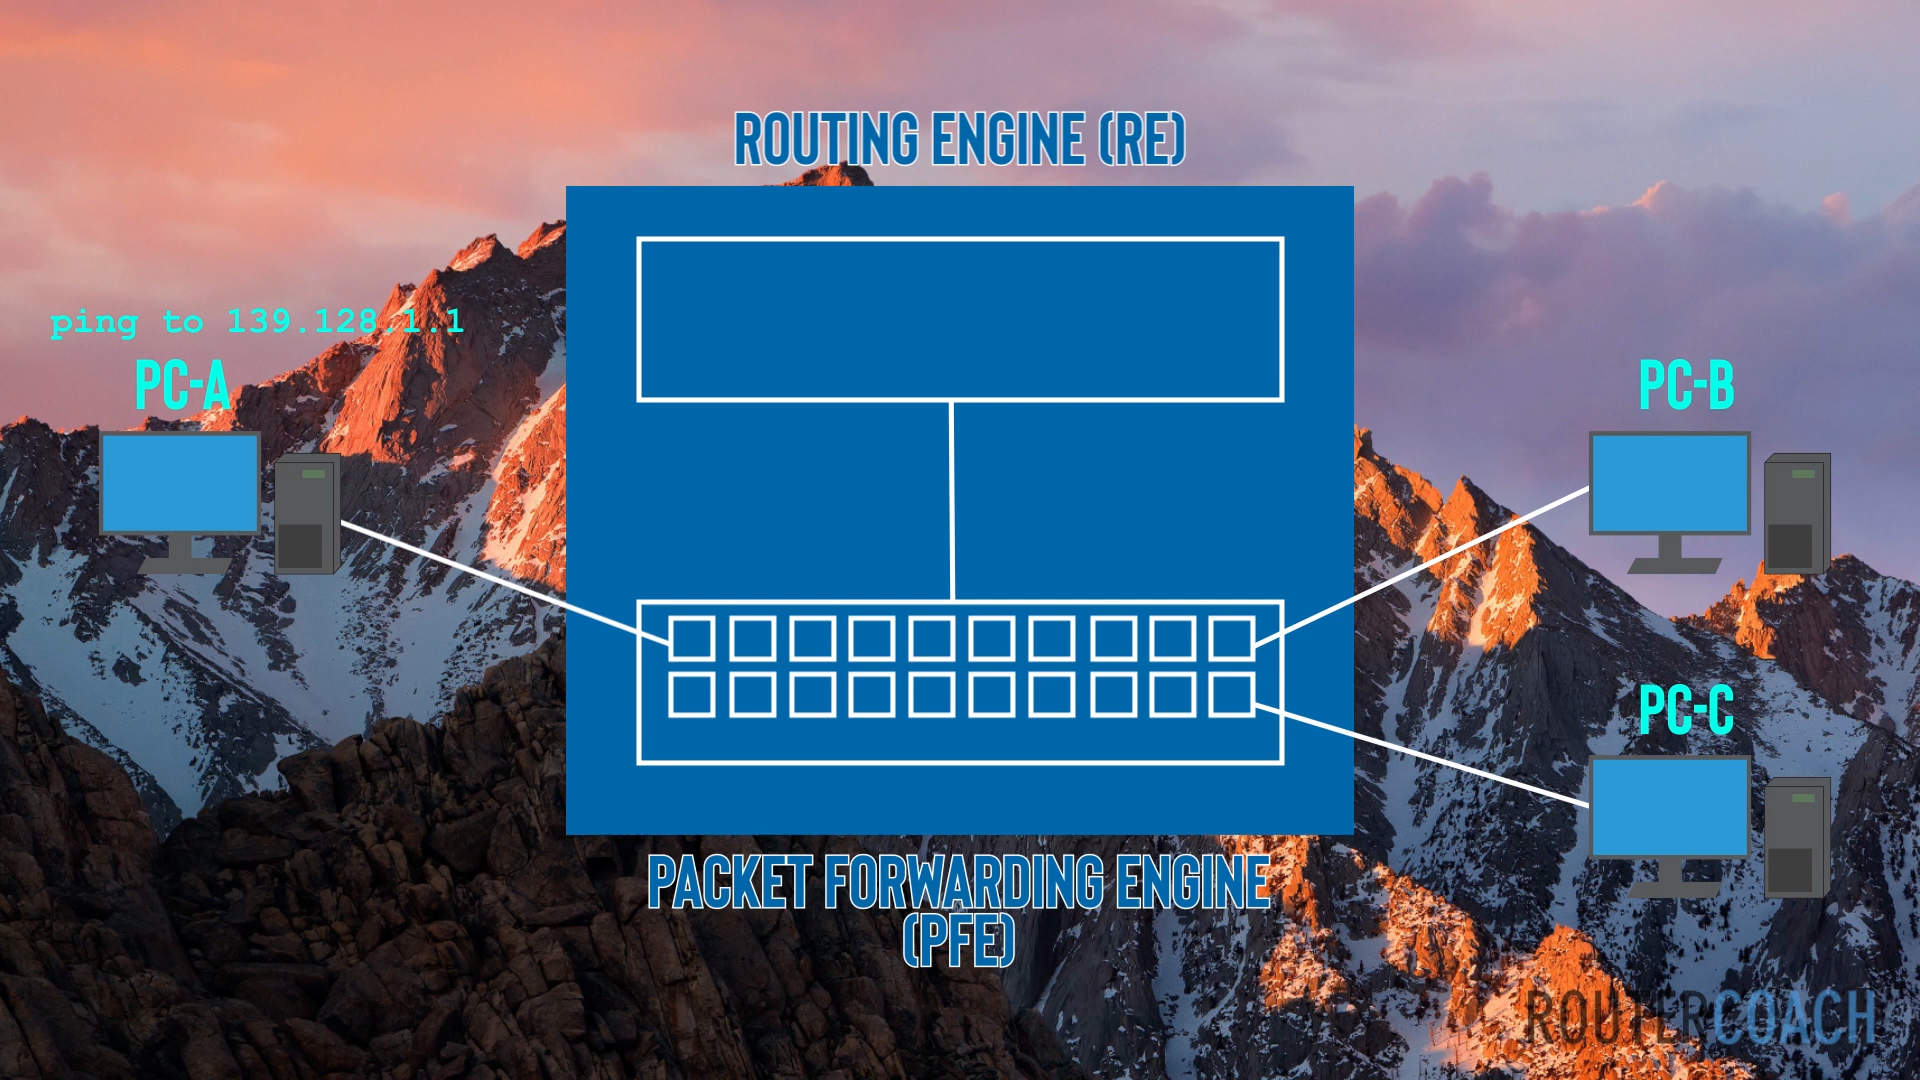 ROUTING ENGINE (RE)
ping to 139.128.1.1
PC-A
PC-B
PC-C
PACKET FORWARDING ENGINE
(PFE)
ROUTERCOACH